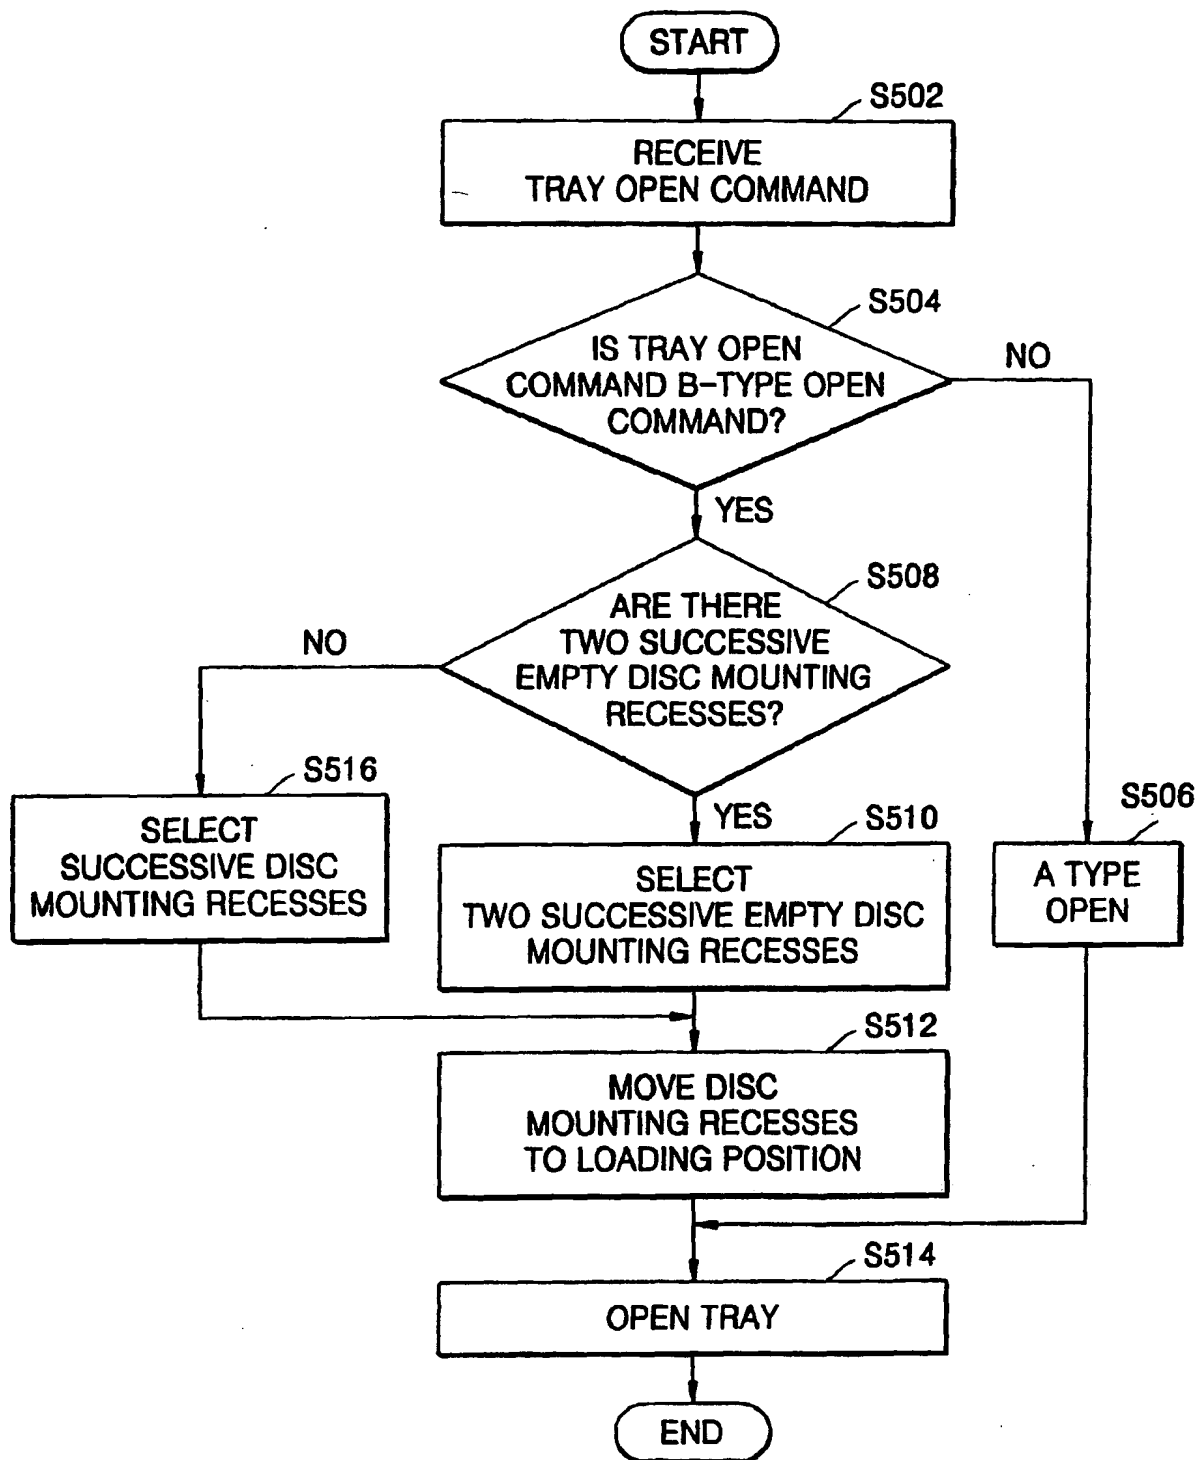 START
S502
RECEIVE
TRAY OPEN COMMAND
S504
IS TRAY OPEN
COMMAND B-TYPE OPEN
COMMAND?
NO
YES
S508
ARE THERE
TWO SUCCESSIVE
EMPTY DISC MOUNTING
RECESSES?
NO
YES
S516
SELECT
SUCCESSIVE DISC
MOUNTING RECESSES
S510
SELECT
TWO SUCCESSIVE EMPTY DISC
MOUNTING RECESSES
S506
A TYPE
OPEN
S512
MOVE DISC
MOUNTING RECESSES
TO LOADING POSITION
S514
OPEN TRAY
END